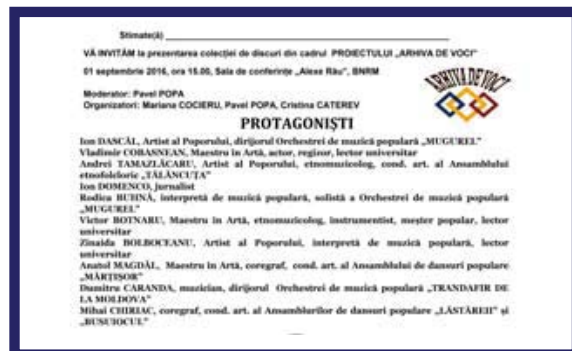 Stimate(ă) ______________________
VĂ INVITĂM la prezentarea colecției de discuri din cadrul PROIECTULUI „ARHIVA DE VOCI”
01 septembrie 2016, ora 15.00, Sala de conferințe „Alexe Rău”, BNRM
ARHIVA DE VOCI
Moderator: Pavel POPA
Organizatori: Mariana COCIERU, Pavel POPA, Cristina CATEREV
PROTAGONIȘTI
Ion DASCĂL, Artist al Poporului, dirijorul Orchestrei de muzică populară „MUGUREL”
Vladimir COBASNEAN, Maestru în Artă, actor, regizor, lector universitar
Andrei TAMAZLÂCARU, Artist al Poporului, etnomuzicolog, cond. art. al Ansamblului
etnofolcloric „TĂLĂNCUȚA”
Ion DOMENCO, jurnalist
Rodica BUHNĂ, interpretă de muzică populară, solistă a Orchestrei de muzică populară
„MUGUREL”
Victor BOTNARU, Maestru în Artă, etnomuzicolog, instrumentist, meșter popular, lector
universitar
Zinaida BOLBOCEANU, Artist al Poporului, interpretă de muzică populară, lector
universitar
Anatol MAGDÂL, Maestru în Artă, coregraf, cond. art. al Ansamblului de dansuri populare
„MĂRȚIȘOR”
Dumitru CARANDA, muzician, dirijorul Orchestrei de muzică populară „TRANDAFIR DE
LA MOLDOVA”
Mihai CHIRIAC, coregraf, cond. art. al Ansamblurilor de dansuri populare „LĂSTĂREII” și
„BUSUIOCUL”